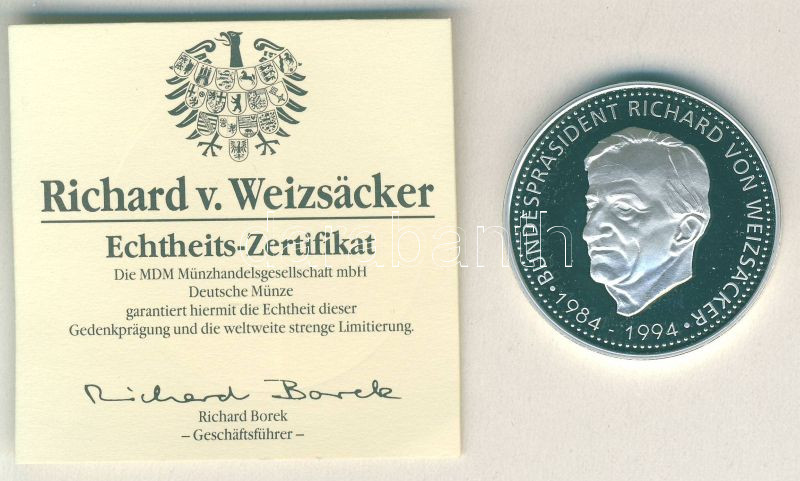 Richard v. Weizsäcker
Echtheits-Zertifikat
Die MDM Münzhandelsgesellschaft mbH
Deutsche Münze
garantiert hiermit die Echtheit dieser
Gedenkprägung und die weltweite strenge Limitierung.
Richard Borek
Richard Borek
– Geschäftsführer –
BUNDESPRÄSIDENT RICHARD VON WEIZSÄCKER
· 1984 - 1994 ·